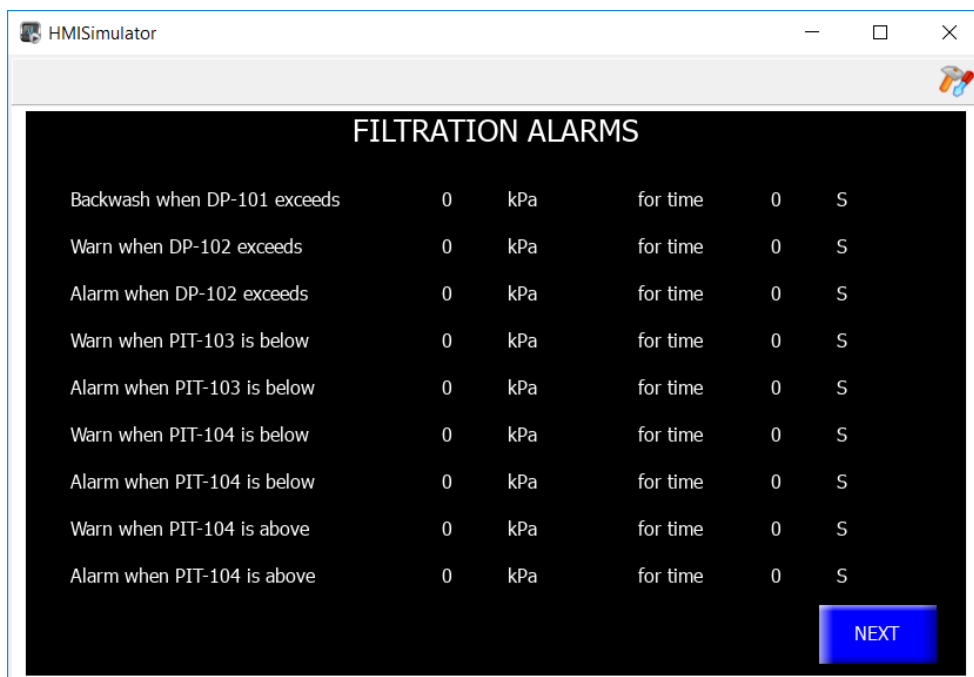 HMISimulator
FILTRATION ALARMS
Backwash when DP-101 exceeds 0 kPa for time 0 S
Warn when DP-102 exceeds 0 kPa for time 0 S
Alarm when DP-102 exceeds 0 kPa for time 0 S
Warn when PIT-103 is below 0 kPa for time 0 S
Alarm when PIT-103 is below 0 kPa for time 0 S
Warn when PIT-104 is below 0 kPa for time 0 S
Alarm when PIT-104 is below 0 kPa for time 0 S
Warn when PIT-104 is above 0 kPa for time 0 S
Alarm when PIT-104 is above 0 kPa for time 0 S
NEXT